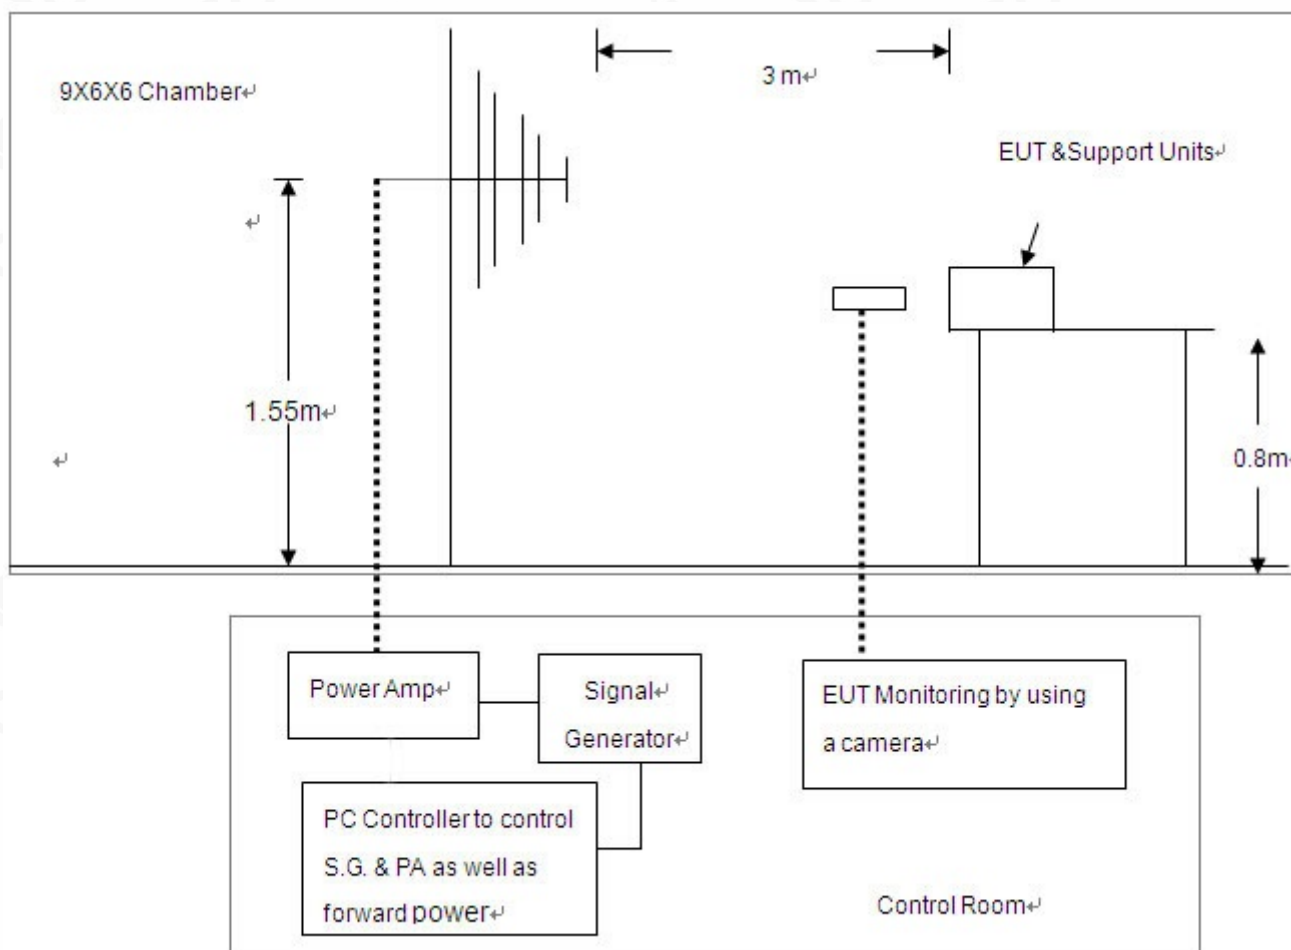 3 m↵
9X6X6 Chamber↵
EUT &Support Units↵
↵
1.55m↵
↵
0.8m↵
Power Amp↵
Signal↵
Generator↵
EUT Monitoring by using
a camera↵
PC Controller to control
S.G. & PA as well as
forward power↵
Control Room↵